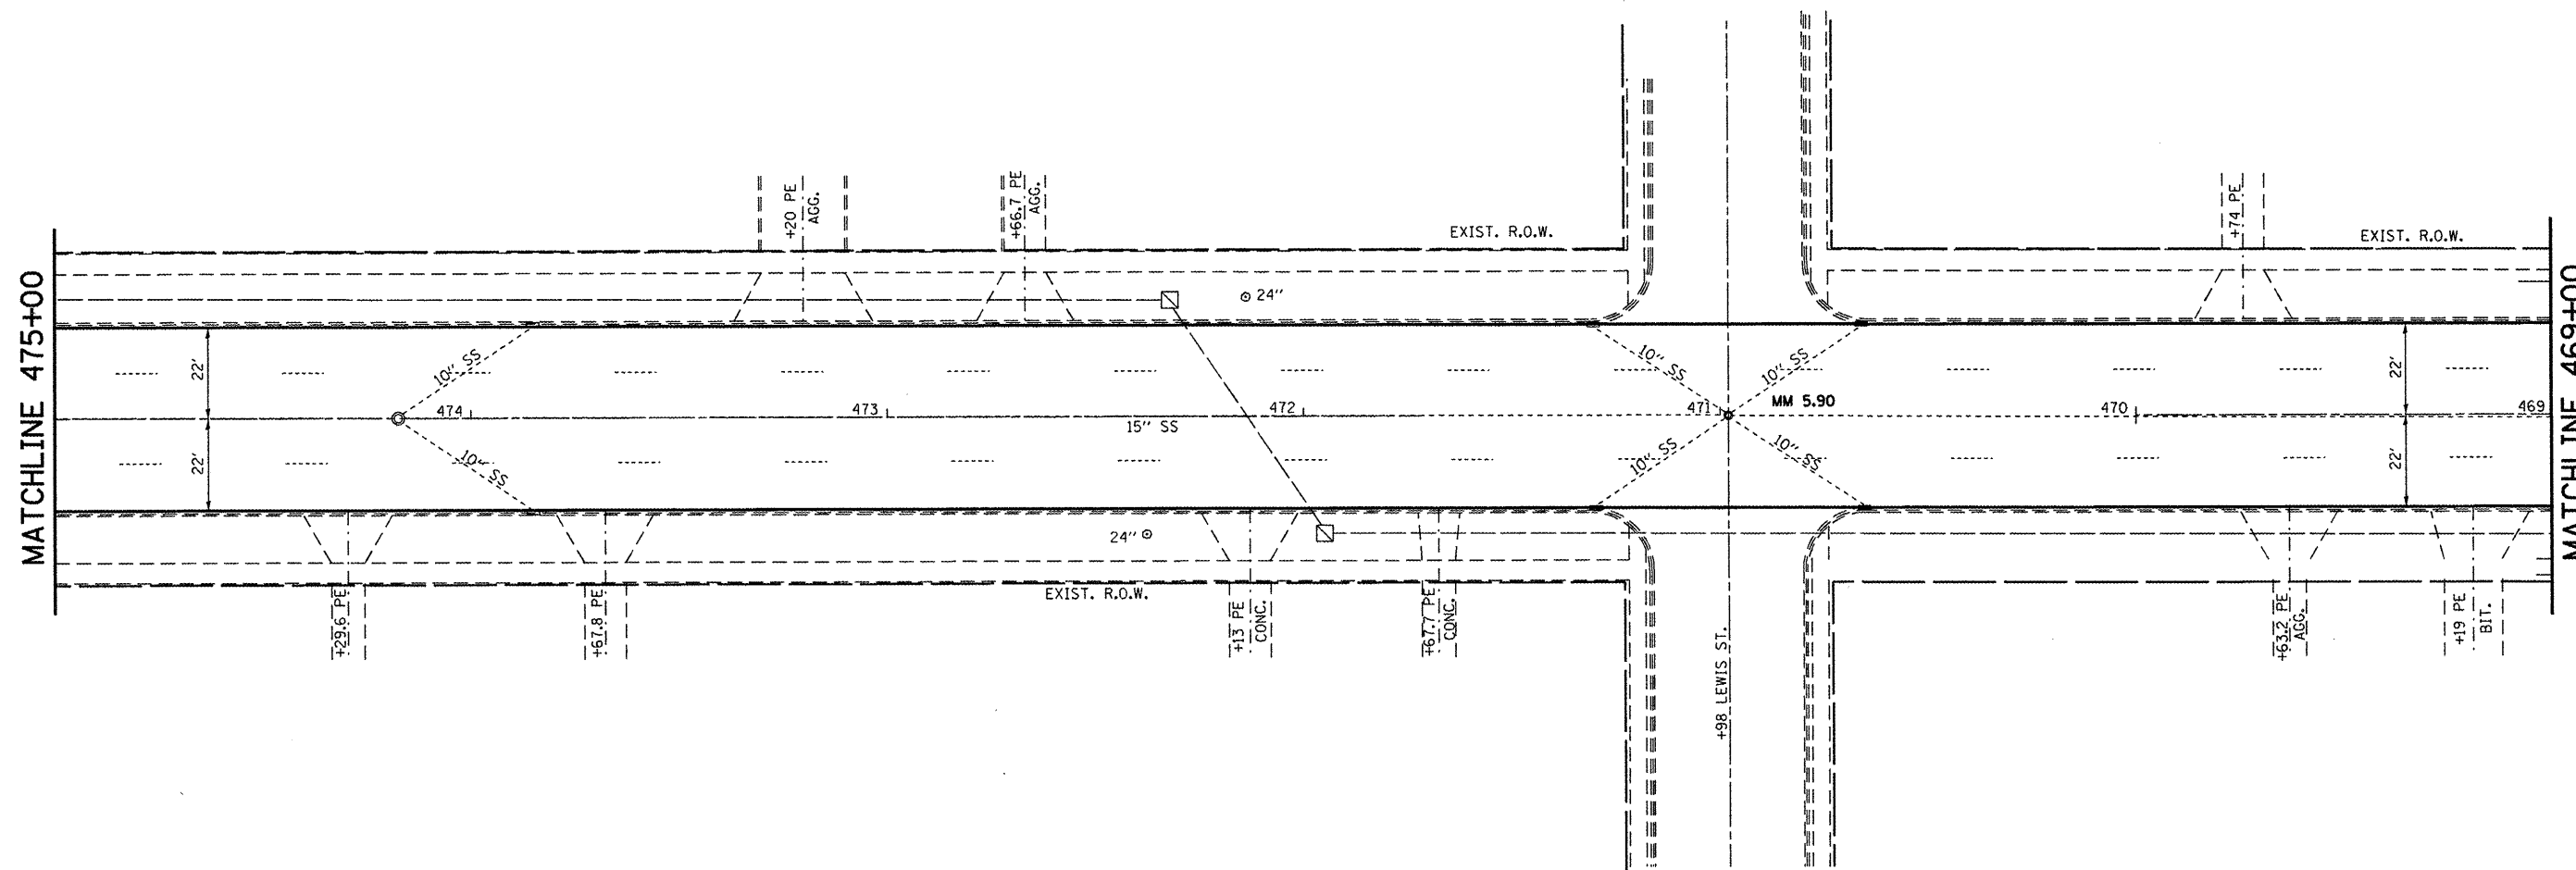 MATCHLINE 475+00
+20 PE
AGG.
+66.7 PE
AGG.
EXIST. R.O.W.
+74 PE
EXIST. R.O.W.
24"
22'
10" SS
10" SS
10" SS
22'
474
473
472
471
MM 5.90
470
469
15" SS
22'
10" SS
10" SS
10" SS
22'
24"
EXIST. R.O.W.
+29.6 PE
+67.8 PE
+13 PE
CONC.
+67.7 PE
CONC.
+98 LEWIS ST.
+63.2 PE
AGG.
+19 PE
BIT.
MATCHLINE 469+00